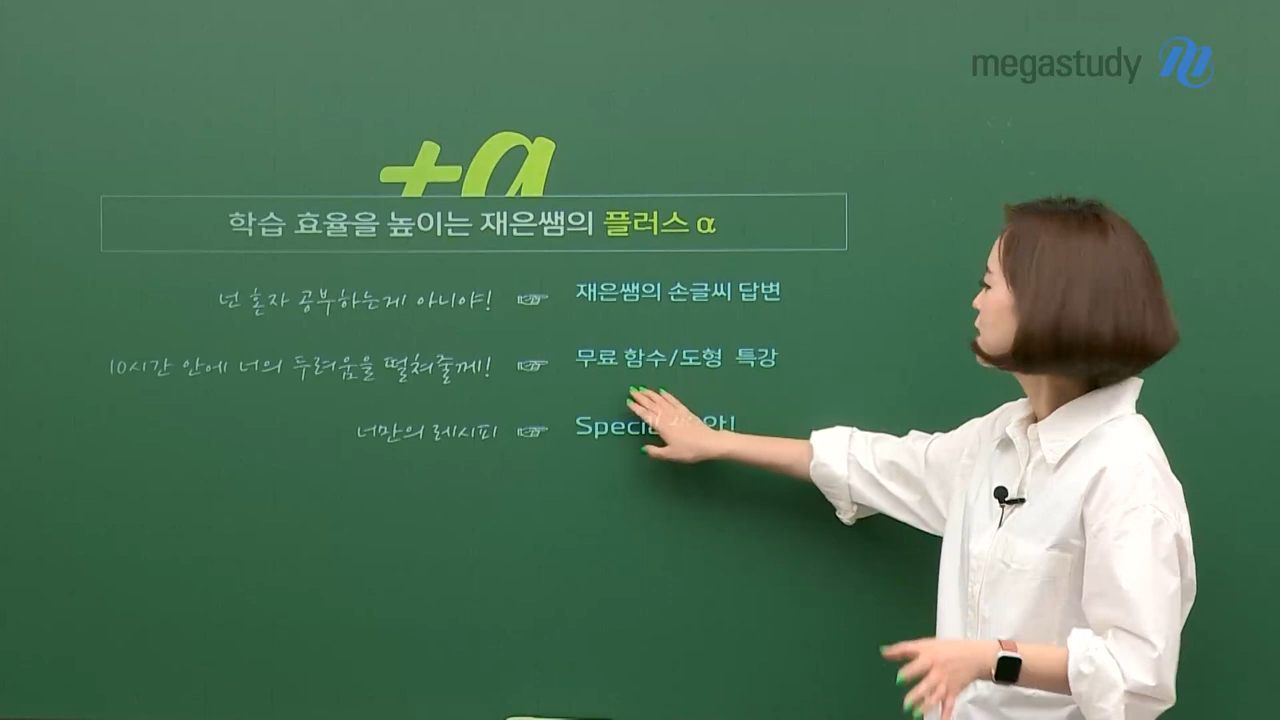 megastudy
+α
학습 효율을 높이는 재은쌤의 플러스 α
넌 혼자 공부하는게 아니야! ☞ 재은쌤의 손글씨 답변
10시간 안에 너의 두려움을 떨쳐줄게! ☞ 무료 함수/도형 특강
너만의 레시피 ☞